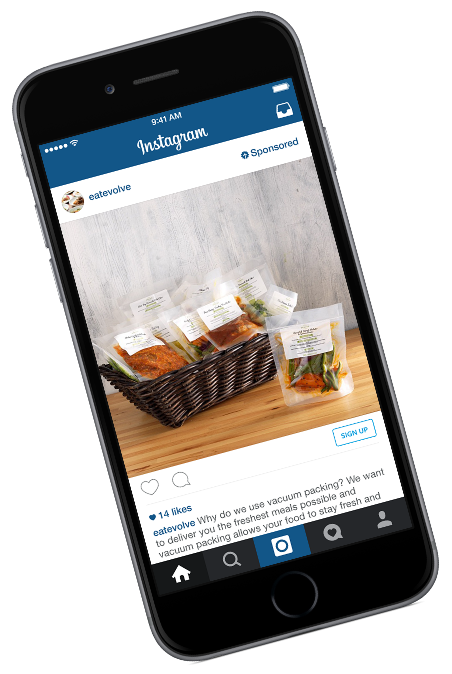 9:41 AM
Instagram
eatevolve
Sponsored
SIGN UP
14 likes
eatevolve Why do we use vacuum packing? We want
to deliver you the freshest meals possible and
vacuum packing allows your food to stay fresh and